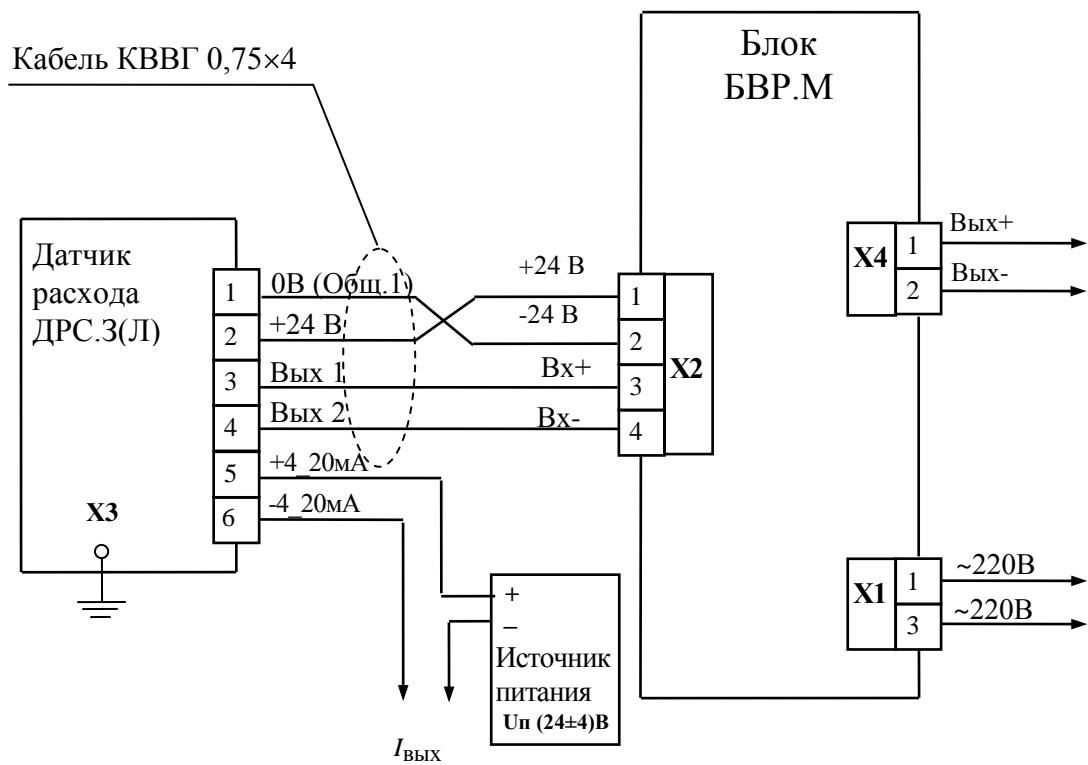 Кабель КВВГ 0,75×4
Блок
БВР.М
Датчик
расхода
ДРС.З(Л)
X3
1
2
3
4
5
6
0В (Общ.1)
+24 В
Вых 1
Вых 2
+4_20мА
-4_20мА
+24 В
-24 В
Вх+
Вх-
1
2
3
4
X2
X4
1
2
Вых+
Вых-
X1
1
3
~220В
~220В
+
–
Источник
питания
Uп (24±4)В
Iвых